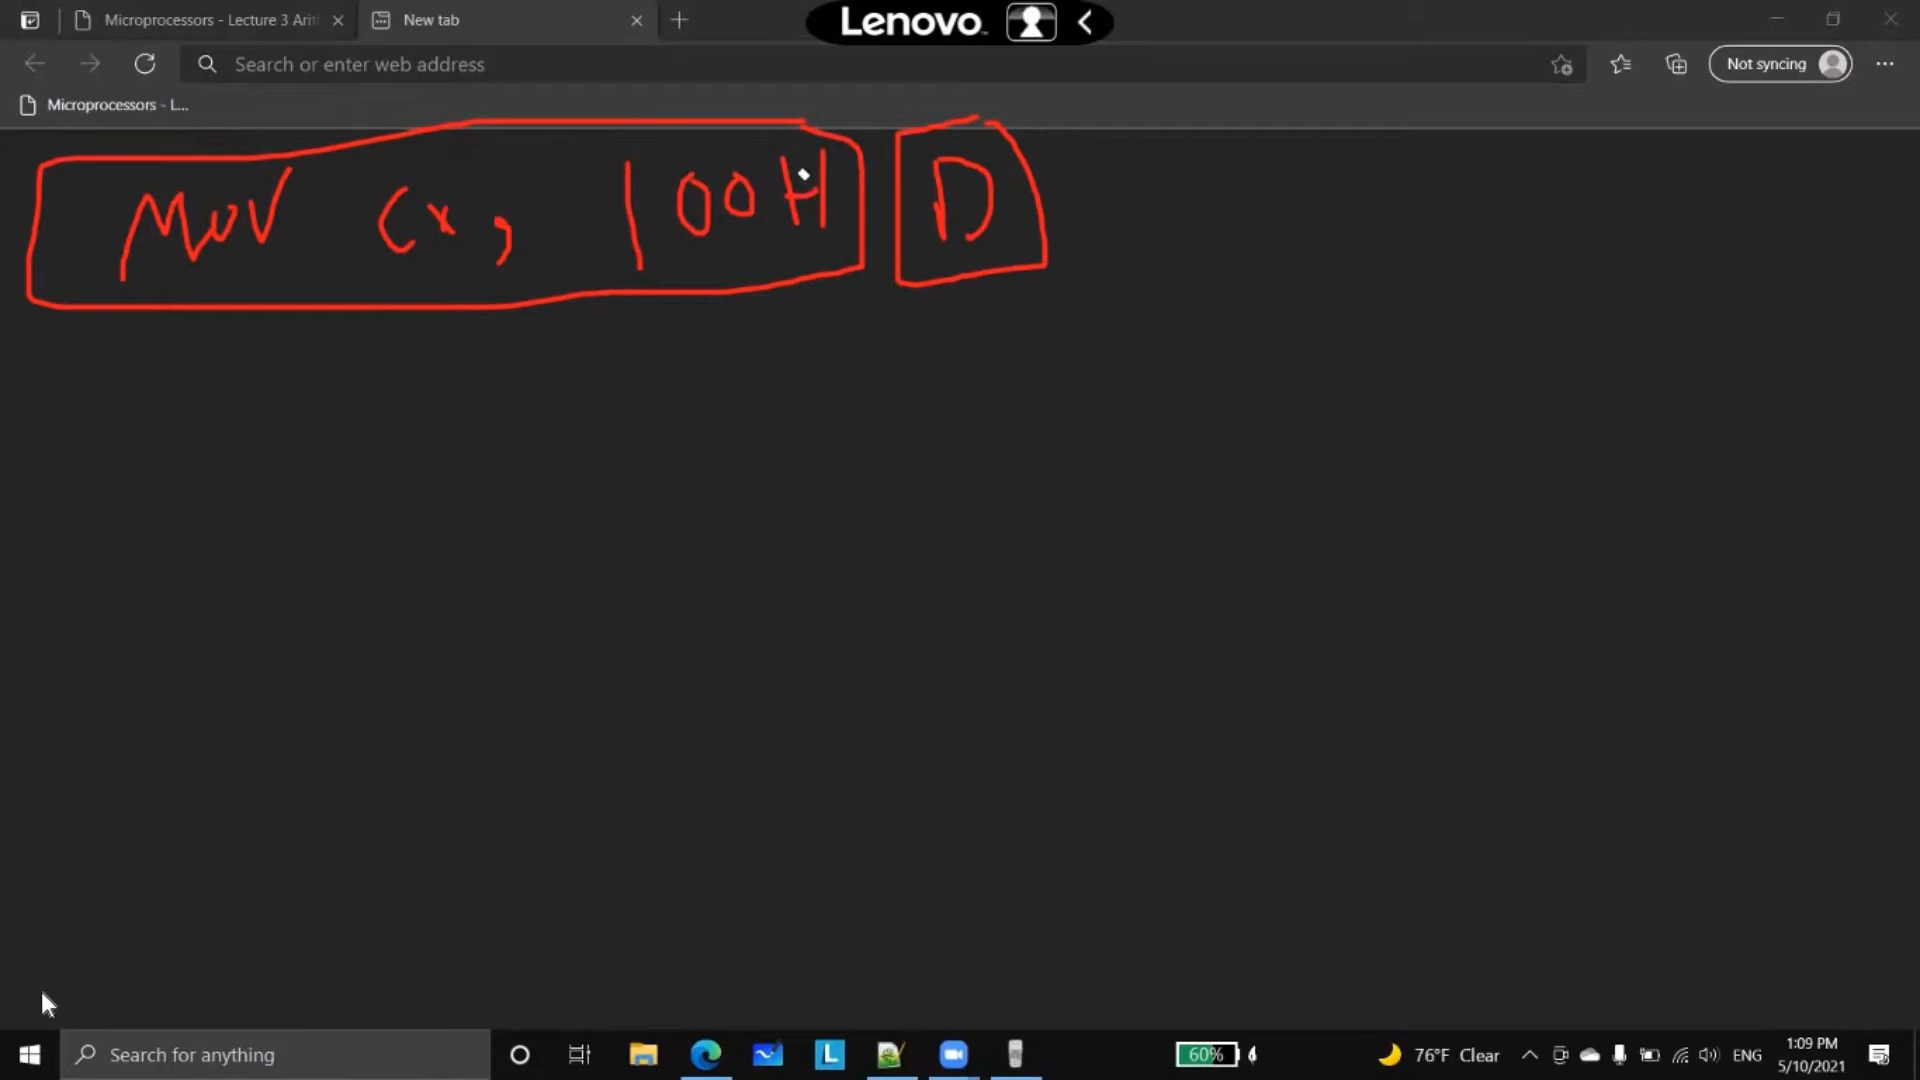 Microprocessors - Lecture 3 Arit
New tab
Lenovo
Search or enter web address
Not syncing
Microprocessors - L...
MOV Cx, 100H D
Search for anything
L
60%
76°F Clear
ENG
1:09 PM
5/10/2021